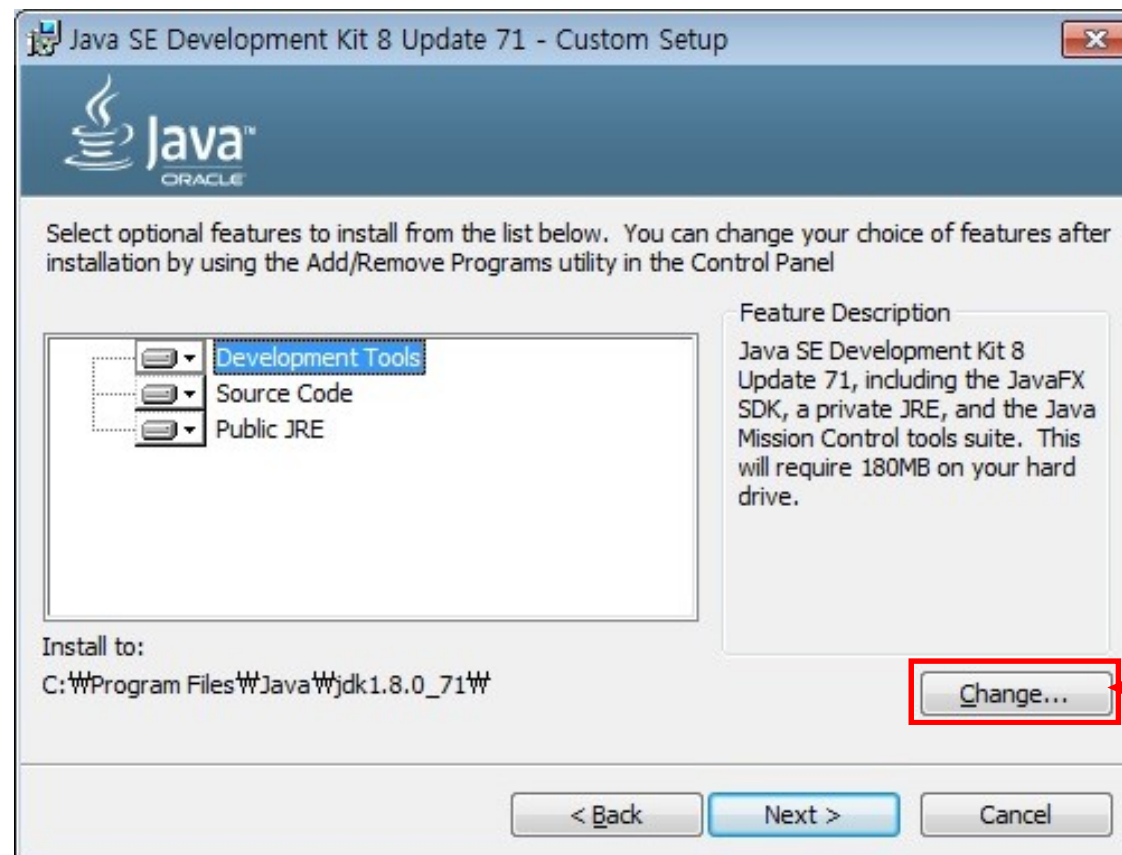 Java SE Development Kit 8 Update 71 - Custom Setup
Java™
ORACLE
Select optional features to install from the list below.  You can change your choice of features after
installation by using the Add/Remove Programs utility in the Control Panel
Development Tools
Source Code
Public JRE
Feature Description
Java SE Development Kit 8
Update 71, including the JavaFX
SDK, a private JRE, and the Java
Mission Control tools suite.  This
will require 180MB on your hard
drive.
Install to:
C:₩Program Files₩Java₩jdk1.8.0_71₩
Change...
< Back
Next >
Cancel